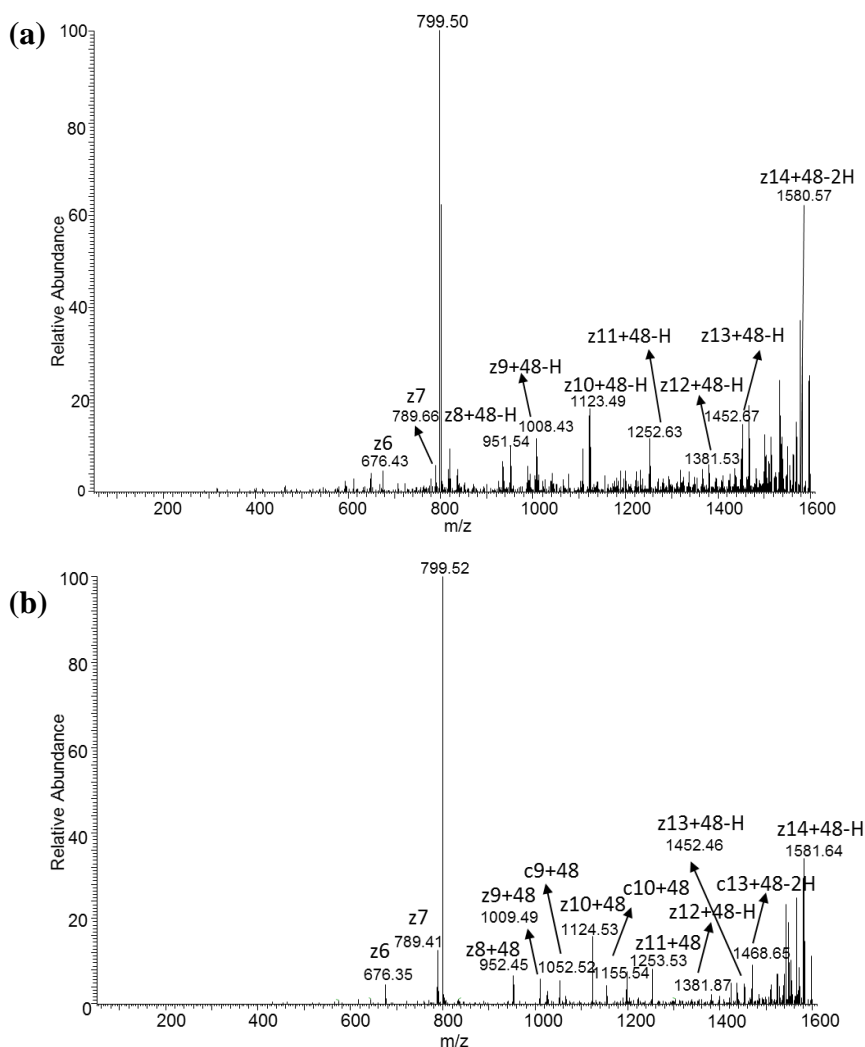 (a)
799.50
100
80
60
40
20
0
Relative Abundance
z14+48-2H
1580.57
z11+48-H
z13+48-H
z9+48-H
z12+48-H
z7
z10+48-H
1452.67
789.66
z8+48-H
1008.43
1123.49
1252.63
z6
951.54
1381.53
676.43
200
400
600
800
1000
1200
1400
1600
m/z
(b)
799.52
100
80
60
40
20
0
Relative Abundance
z13+48-H
1452.46
z14+48-H
1581.64
c9+48
c13+48-2H
z9+48
z10+48
c10+48
z7
1009.49
1124.53
z12+48-H
z6
789.41
z8+48
z11+48
1468.65
676.35
952.45
1052.52
1155.54
1253.53
1381.87
200
400
600
800
1000
1200
1400
1600
m/z